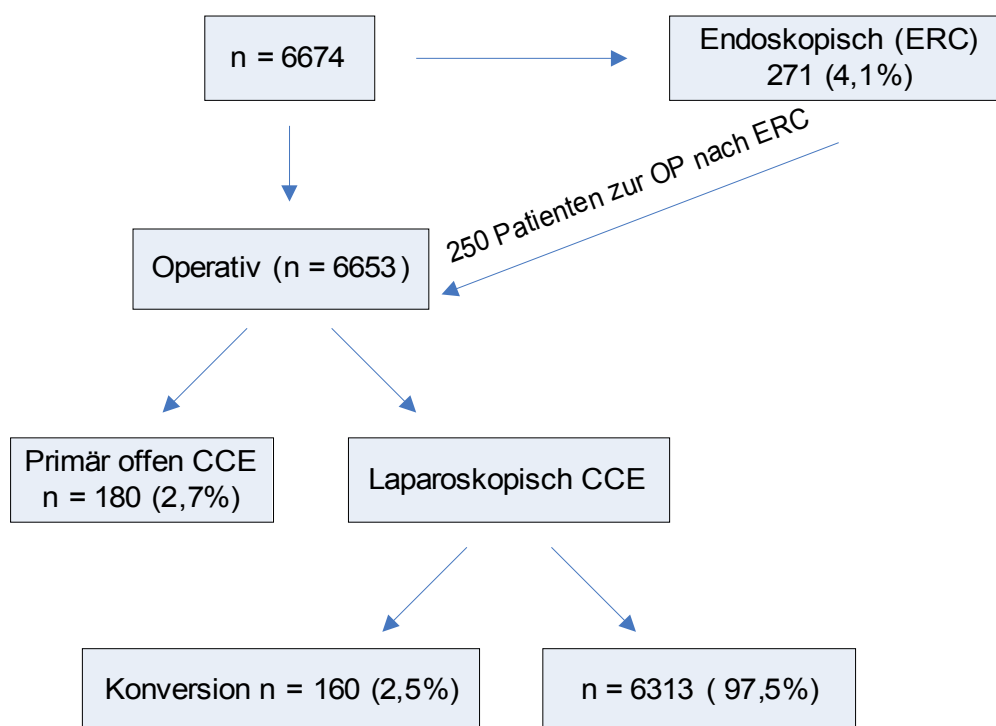 n = 6674
Endoskopisch (ERC)
271 (4,1%)
250 Patienten zur OP nach ERC
Operativ (n = 6653)
Primär offen CCE
n = 180 (2,7%)
Laparoskopisch CCE
Konversion n = 160 (2,5%)
n = 6313 ( 97,5%)